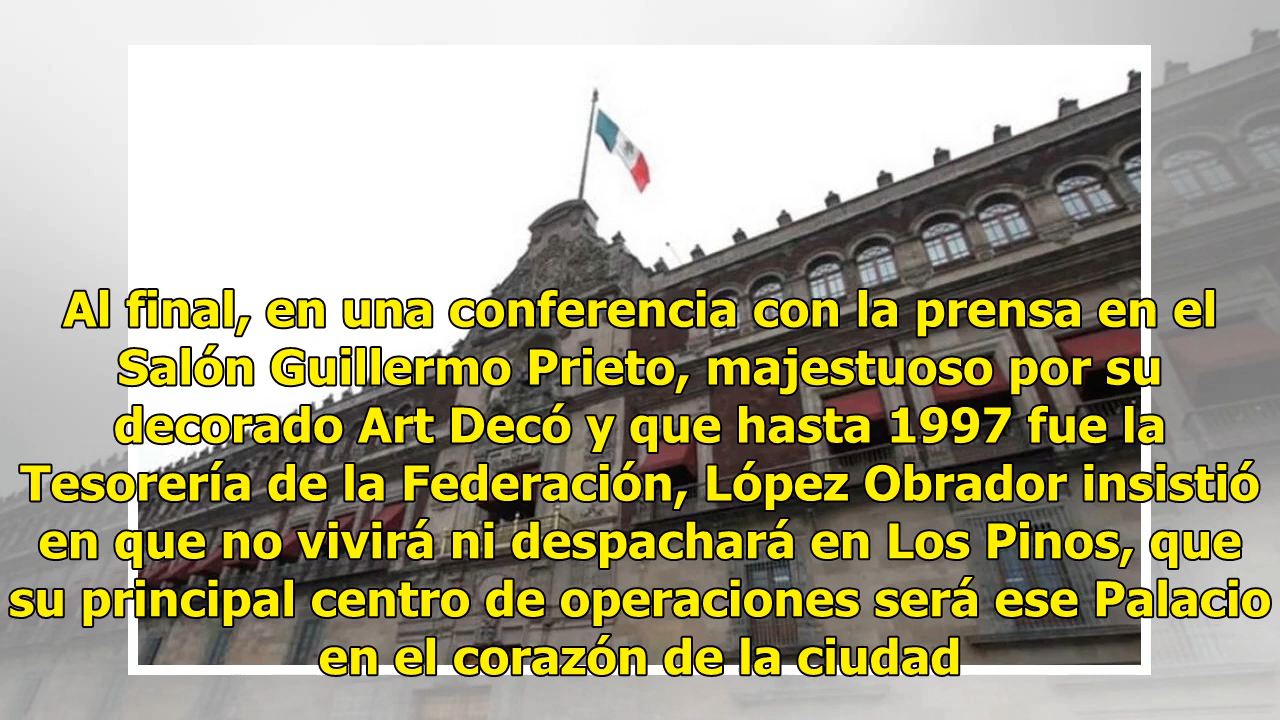 Al final, en una conferencia con la prensa en el
Salón Guillermo Prieto, majestuoso por su
decorado Art Decó y que hasta 1997 fue la
Tesorería de la Federación, López Obrador insistió
en que no vivirá ni despachará en Los Pinos, que
su principal centro de operaciones será ese Palacio
en el corazón de la ciudad